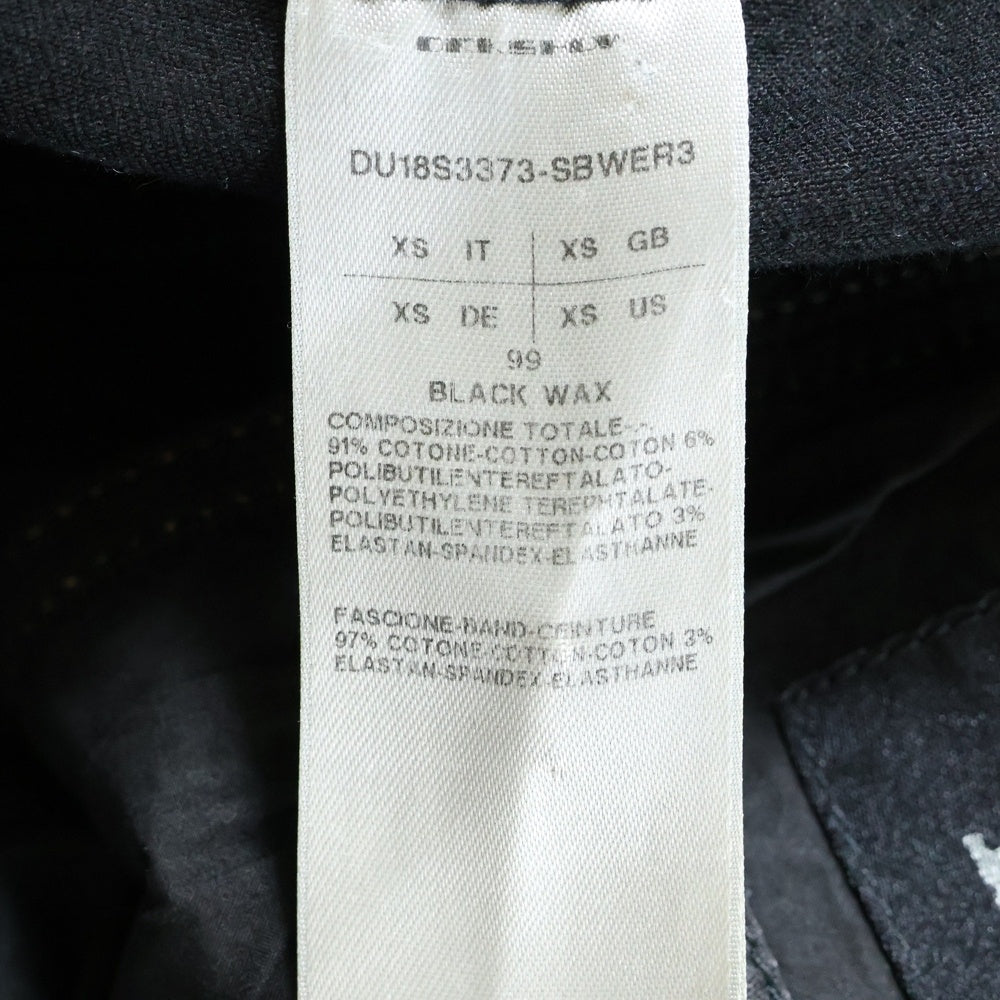 DRKSHDW
DU18S3373-SBWER3
XS IT XS GB
XS DE XS US
99
BLACK WAX
COMPOSIZIONE TOTALE--
91% COTONE-COTTON-COTON 6%
POLIBUTILENTEREFTALATO-
POLYETHYLENE TEREPHTALATE-
POLIBUTILENTEREFTALATO 3%
ELASTAN-SPANDEX-ELASTHANNE
FASCIONE-BAND-CEINTURE
97% COTONE-COTTON-COTON 3%
ELASTAN-SPANDEX-ELASTHANNE